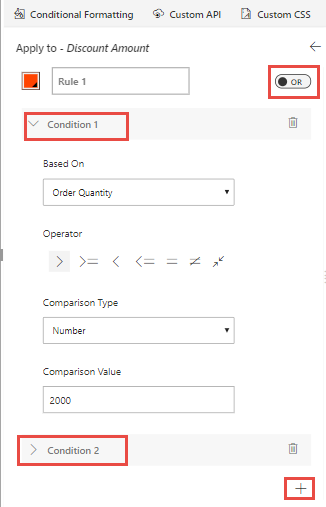 Conditional Formatting Custom API Custom CSS
Apply to - Discount Amount
Rule 1 OR
Condition 1
Based On
Order Quantity
Operator
> >= < <= = ≠
Comparison Type
Number
Comparison Value
2000
Condition 2
+